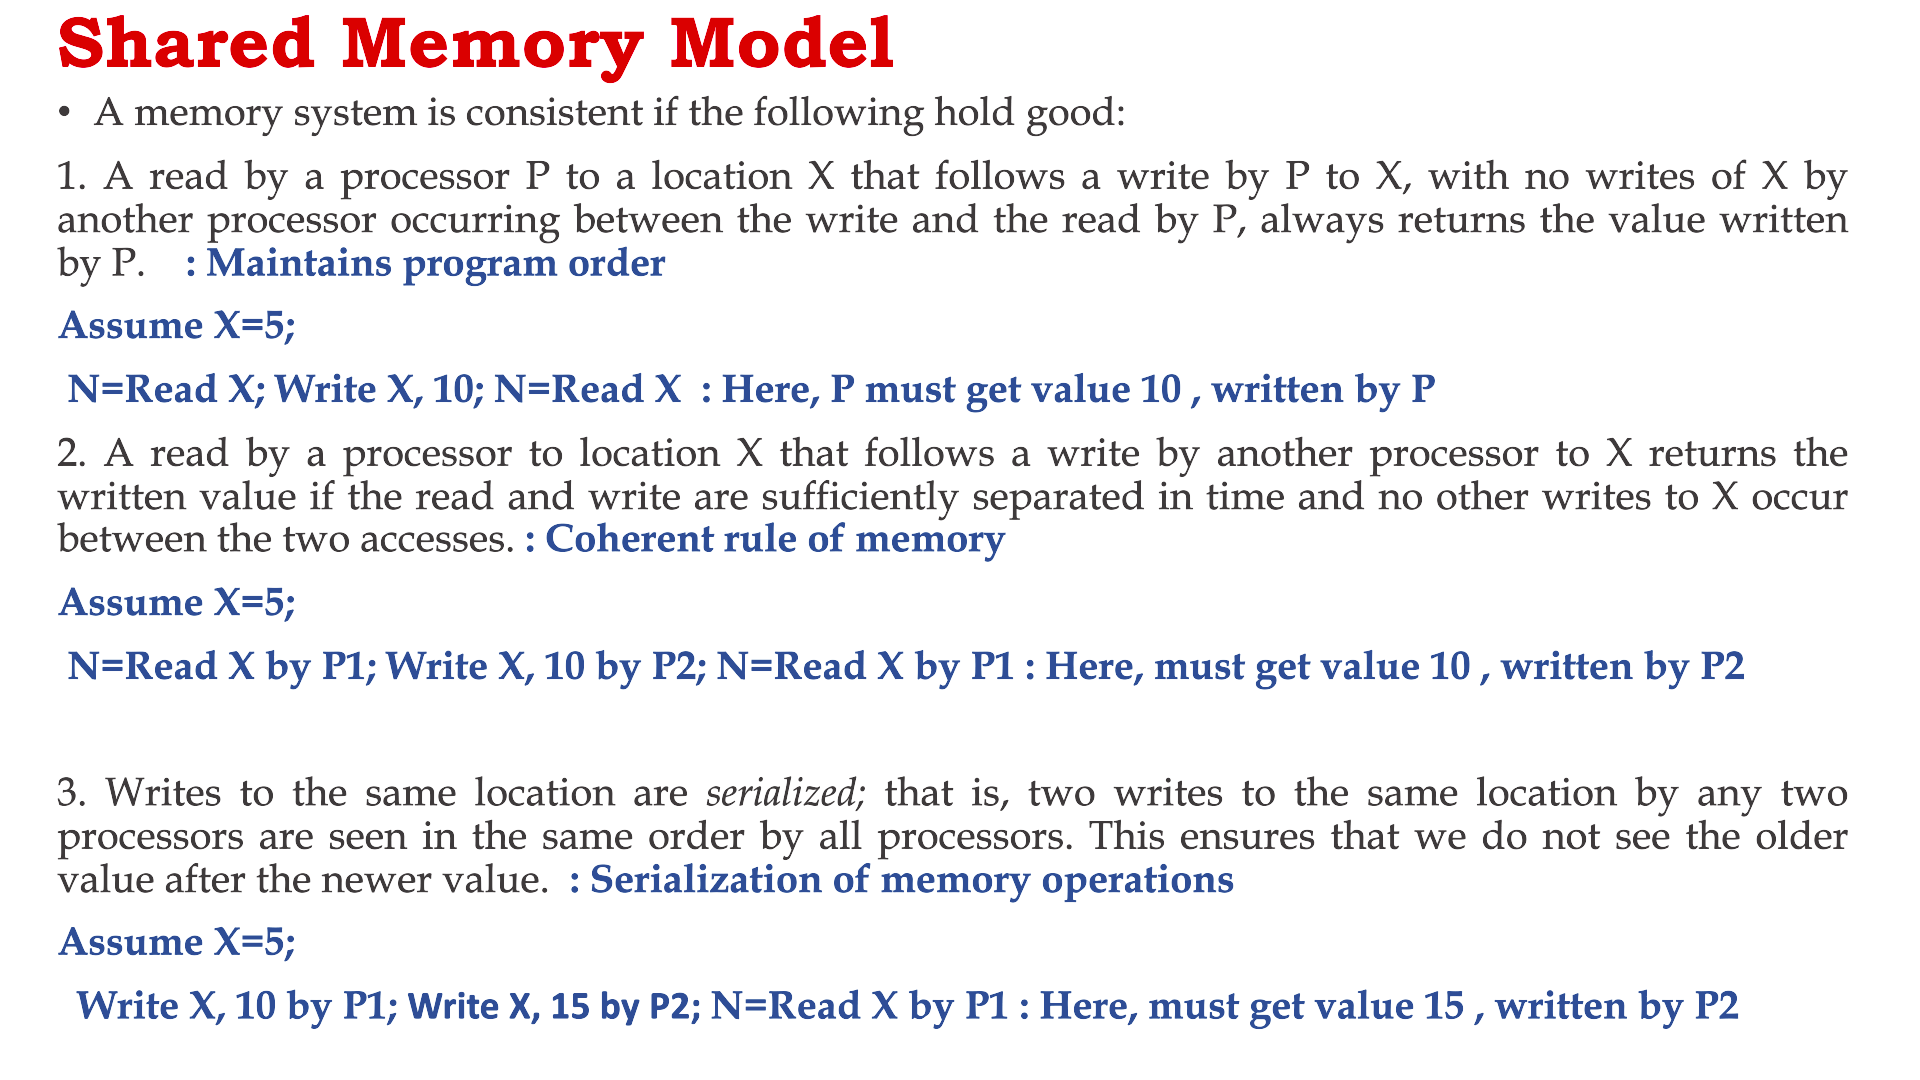 Shared Memory Model
• A memory system is consistent if the following hold good:
1. A read by a processor P to a location X that follows a write by P to X, with no writes of X by
another processor occurring between the write and the read by P, always returns the value written
by P. : Maintains program order
Assume X=5;
N=Read X; Write X, 10; N=Read X : Here, P must get value 10 , written by P
2. A read by a processor to location X that follows a write by another processor to X returns the
written value if the read and write are sufficiently separated in time and no other writes to X occur
between the two accesses. : Coherent rule of memory
Assume X=5;
N=Read X by P1; Write X, 10 by P2; N=Read X by P1 : Here, must get value 10 , written by P2
3. Writes to the same location are serialized; that is, two writes to the same location by any two
processors are seen in the same order by all processors. This ensures that we do not see the older
value after the newer value. : Serialization of memory operations
Assume X=5;
Write X, 10 by P1; Write X, 15 by P2; N=Read X by P1 : Here, must get value 15 , written by P2